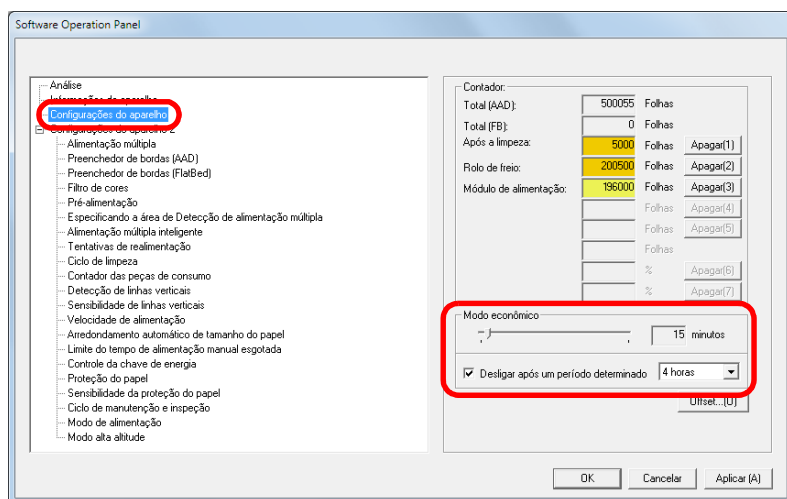 Software Operation Panel
Análise
Informações do aparelho
Configurações do aparelho
Configurações do aparelho 2
Alimentação múltipla
Preenchedor de bordas (AAD)
Preenchedor de bordas (FlatBed)
Filtro de cores
Pré-alimentação
Especificando a área de Detecção de alimentação múltipla
Alimentação múltipla inteligente
Tentativas de realimentação
Ciclo de limpeza
Contador das peças de consumo
Detecção de linhas verticais
Sensibilidade de linhas verticais
Velocidade de alimentação
Arredondamento automático de tamanho do papel
Limite do tempo de alimentação manual esgotada
Controle da chave de energia
Proteção do papel
Sensibilidade da proteção do papel
Ciclo de manutenção e inspeção
Modo de alimentação
Modo alta altitude
Contador:
Total (AAD): 500055 Folhas
Total (FB): 0 Folhas
Após a limpeza: 5000 Folhas Apagar(1)
Rolo de freio: 200500 Folhas Apagar(2)
Módulo de alimentação: 196000 Folhas Apagar(3)
Folhas Apagar(4)
Folhas Apagar(5)
Folhas
% Apagar(6)
% Apagar(7)
Modo econômico
15 minutos
Desligar após um período determinado 4 horas
Offset...(U)
OK Cancelar Aplicar (A)